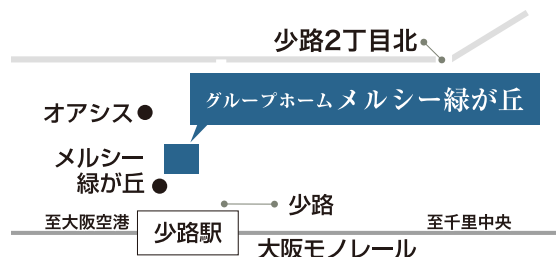 少路2丁目北
グループホーム メルシー緑が丘
オアシス
メルシー
緑が丘
少路
至大阪空港
至千里中央
少路駅
大阪モノレール